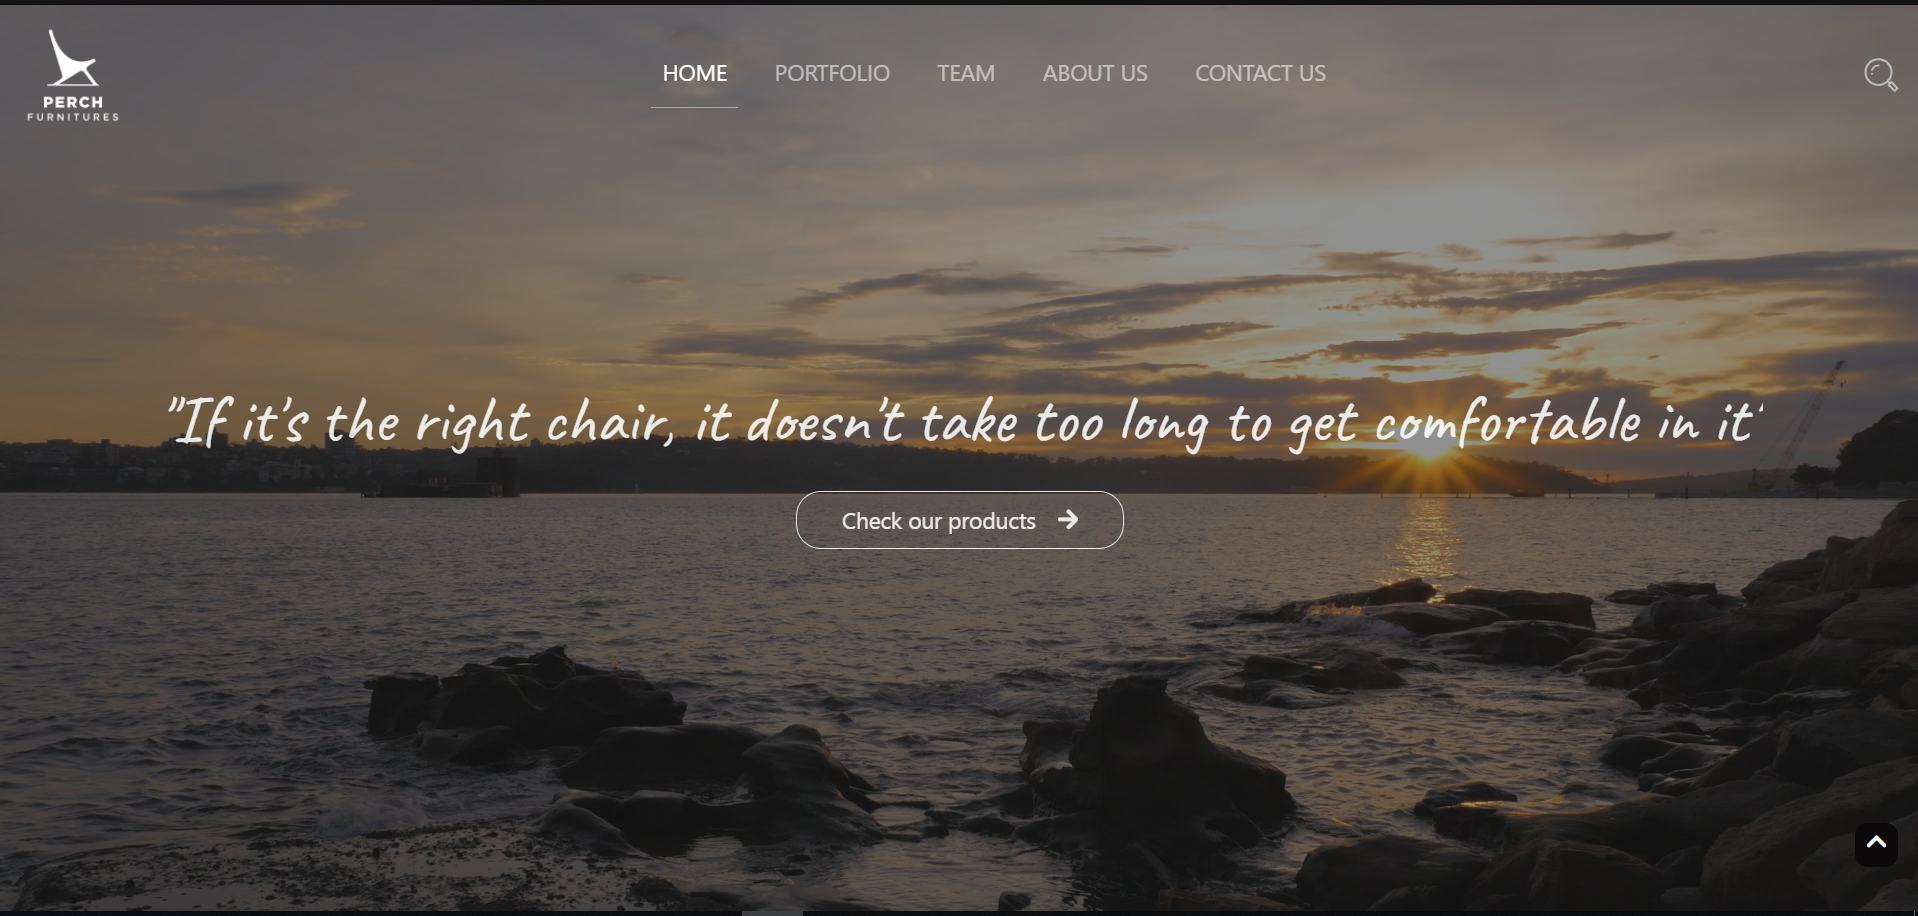 PERCH
FURNITURES
HOME PORTFOLIO TEAM ABOUT US CONTACT US
"If it's the right chair, it doesn't take too long to get comfortable in it'
Check our products